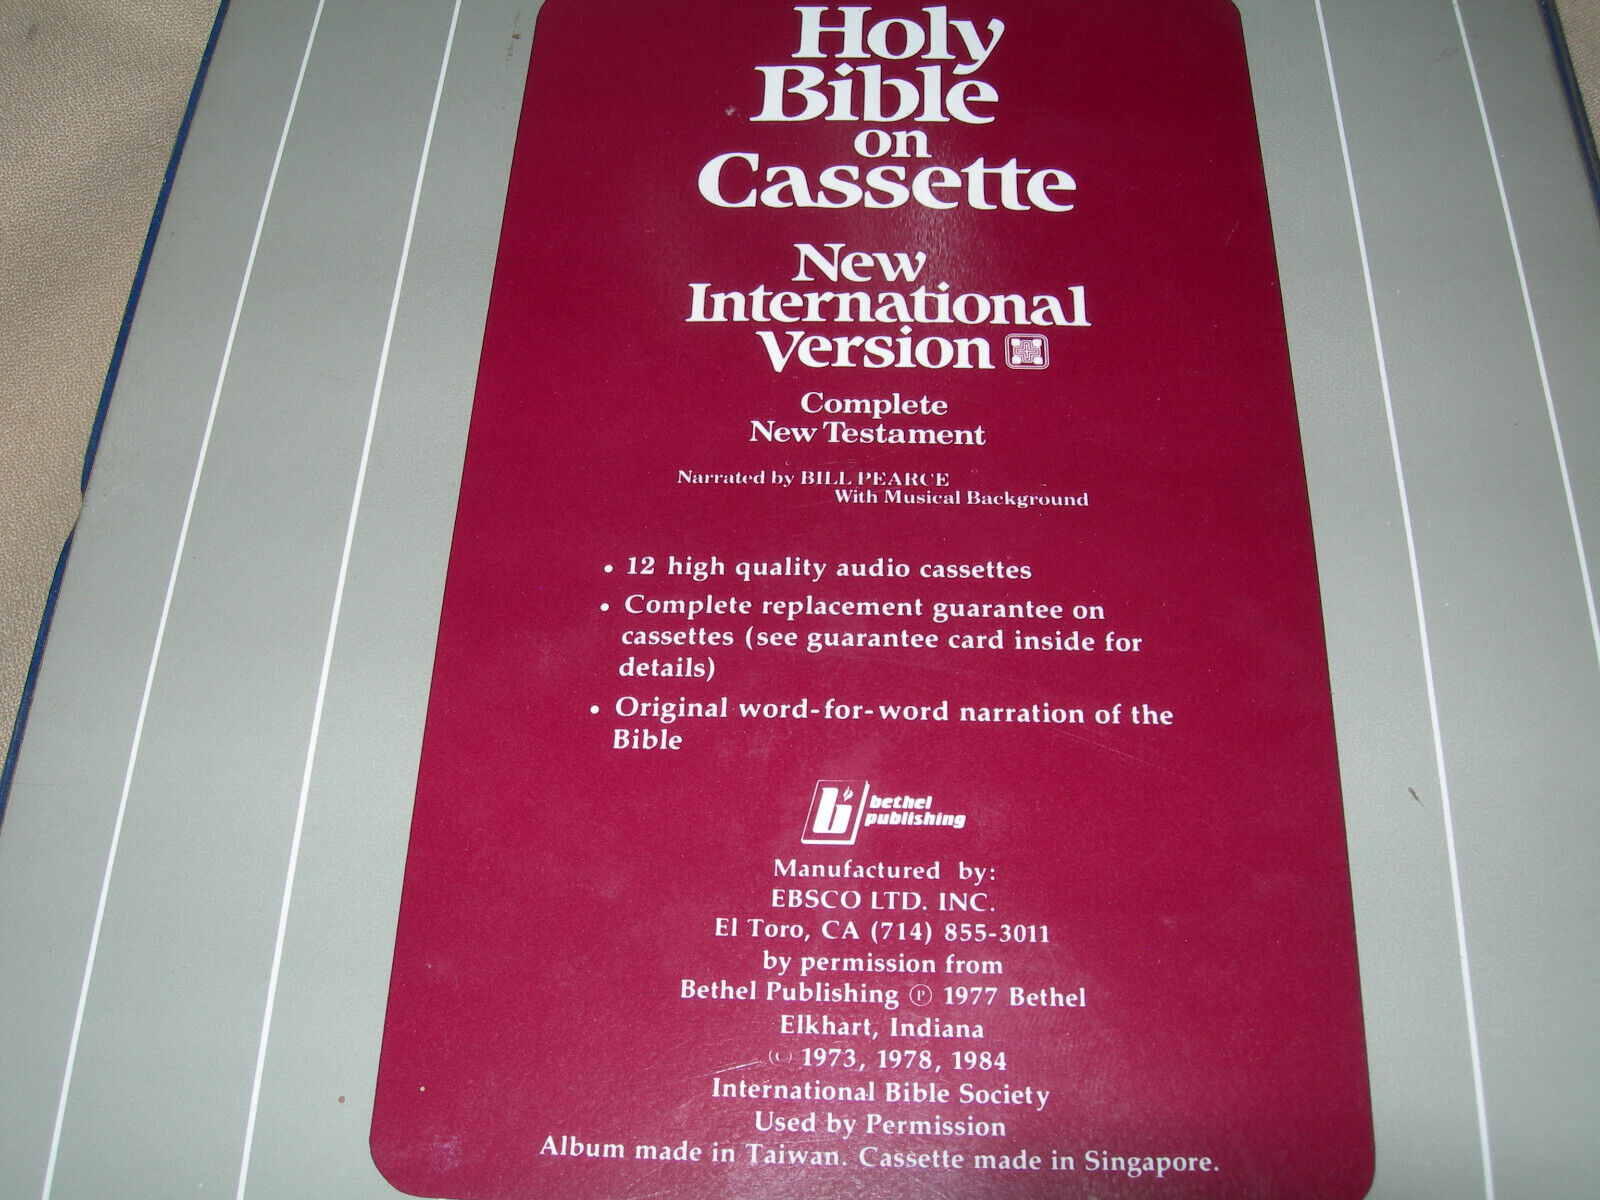 Holy
Bible
on
Cassette
New
International
Version
Complete
New Testament
Narrated by BILL PEARCE
With Musical Background
• 12 high quality audio cassettes
• Complete replacement guarantee on
cassettes (see guarantee card inside for
details)
• Original word-for-word narration of the
Bible
b
bethel
publishing
Manufactured by:
EBSCO LTD. INC.
El Toro, CA (714) 855-3011
by permission from
Bethel Publishing ℗ 1977 Bethel
Elkhart, Indiana
© 1973, 1978, 1984
International Bible Society
Used by Permission
Album made in Taiwan. Cassette made in Singapore.